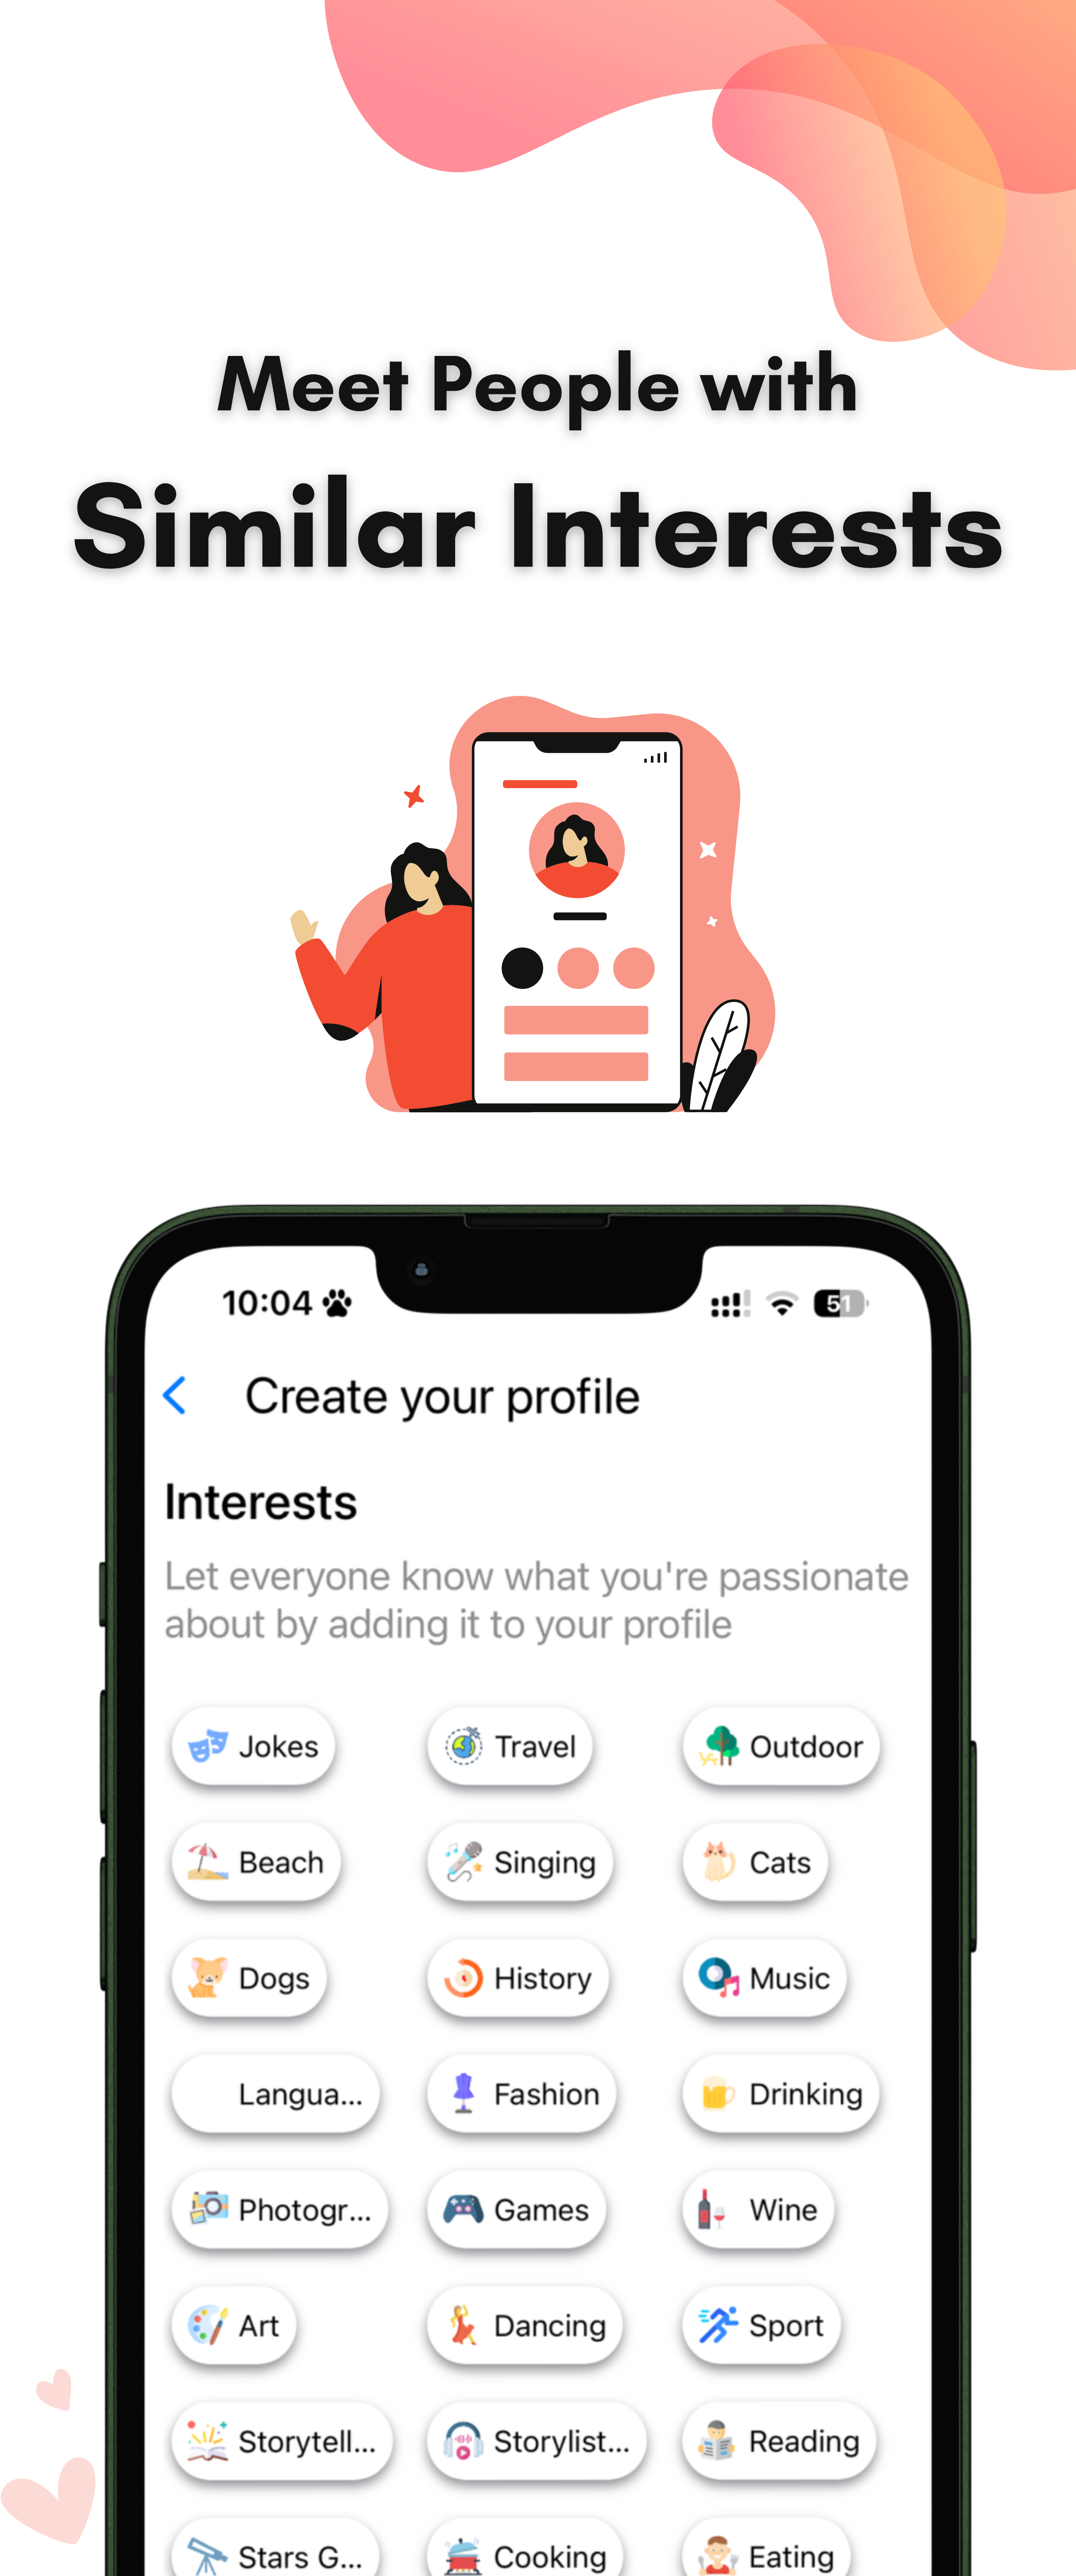 Meet People with
Similar Interests
10:04
51
Create your profile
Interests
Let everyone know what you're passionate
about by adding it to your profile
Jokes
Travel
Outdoor
Beach
Singing
Cats
Dogs
History
Music
Langua...
Fashion
Drinking
Photogr...
Games
Wine
Art
Dancing
Sport
Storytell...
Storylist...
Reading
Stars G...
Cooking
Eating